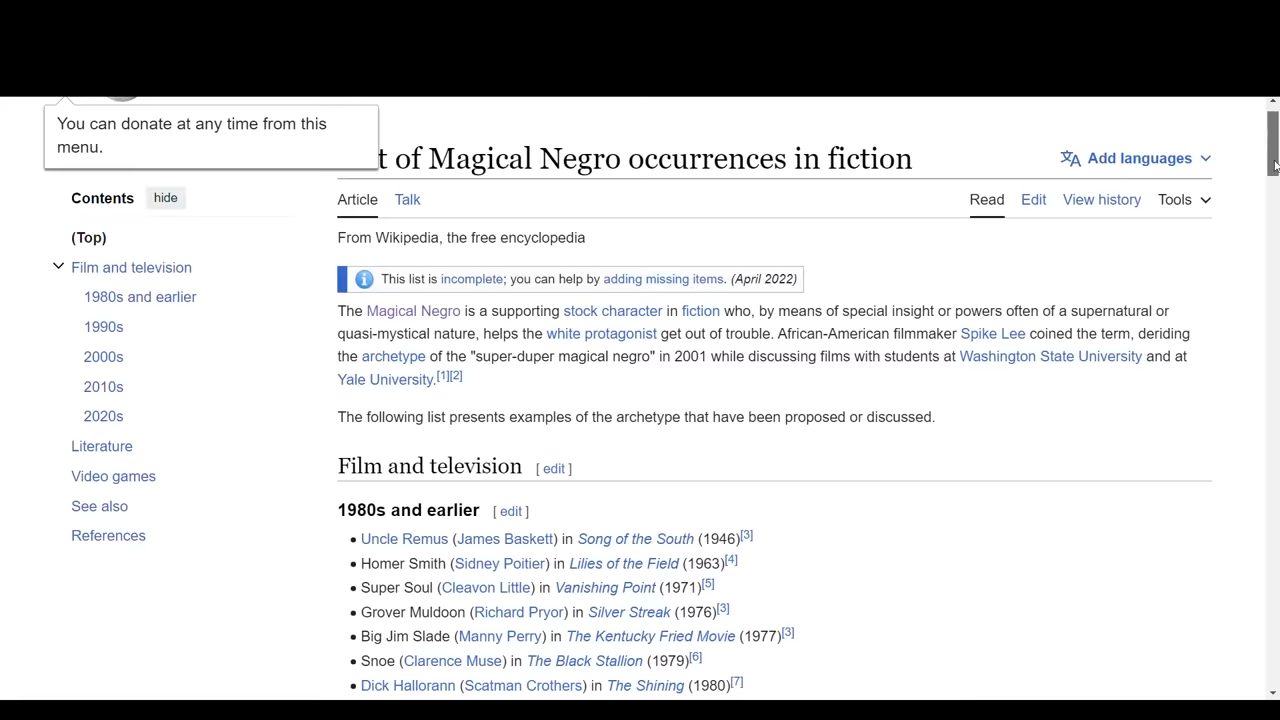 You can donate at any time from this
menu.
t of Magical Negro occurrences in fiction
Add languages
Contents hide
Article Talk
Read Edit View history Tools
(Top)
From Wikipedia, the free encyclopedia
Film and television
This list is incomplete; you can help by adding missing items. (April 2022)
1980s and earlier
1990s
2000s
2010s
2020s
Literature
Video games
See also
References
The Magical Negro is a supporting stock character in fiction who, by means of special insight or powers often of a supernatural or
quasi-mystical nature, helps the white protagonist get out of trouble. African-American filmmaker Spike Lee coined the term, deriding
the archetype of the "super-duper magical negro" in 2001 while discussing films with students at Washington State University and at
Yale University.[1][2]
The following list presents examples of the archetype that have been proposed or discussed.
Film and television [ edit ]
1980s and earlier [ edit ]
• Uncle Remus (James Baskett) in Song of the South (1946)[3]
• Homer Smith (Sidney Poitier) in Lilies of the Field (1963)[4]
• Super Soul (Cleavon Little) in Vanishing Point (1971)[5]
• Grover Muldoon (Richard Pryor) in Silver Streak (1976)[3]
• Big Jim Slade (Manny Perry) in The Kentucky Fried Movie (1977)[3]
• Snoe (Clarence Muse) in The Black Stallion (1979)[6]
• Dick Hallorann (Scatman Crothers) in The Shining (1980)[7]